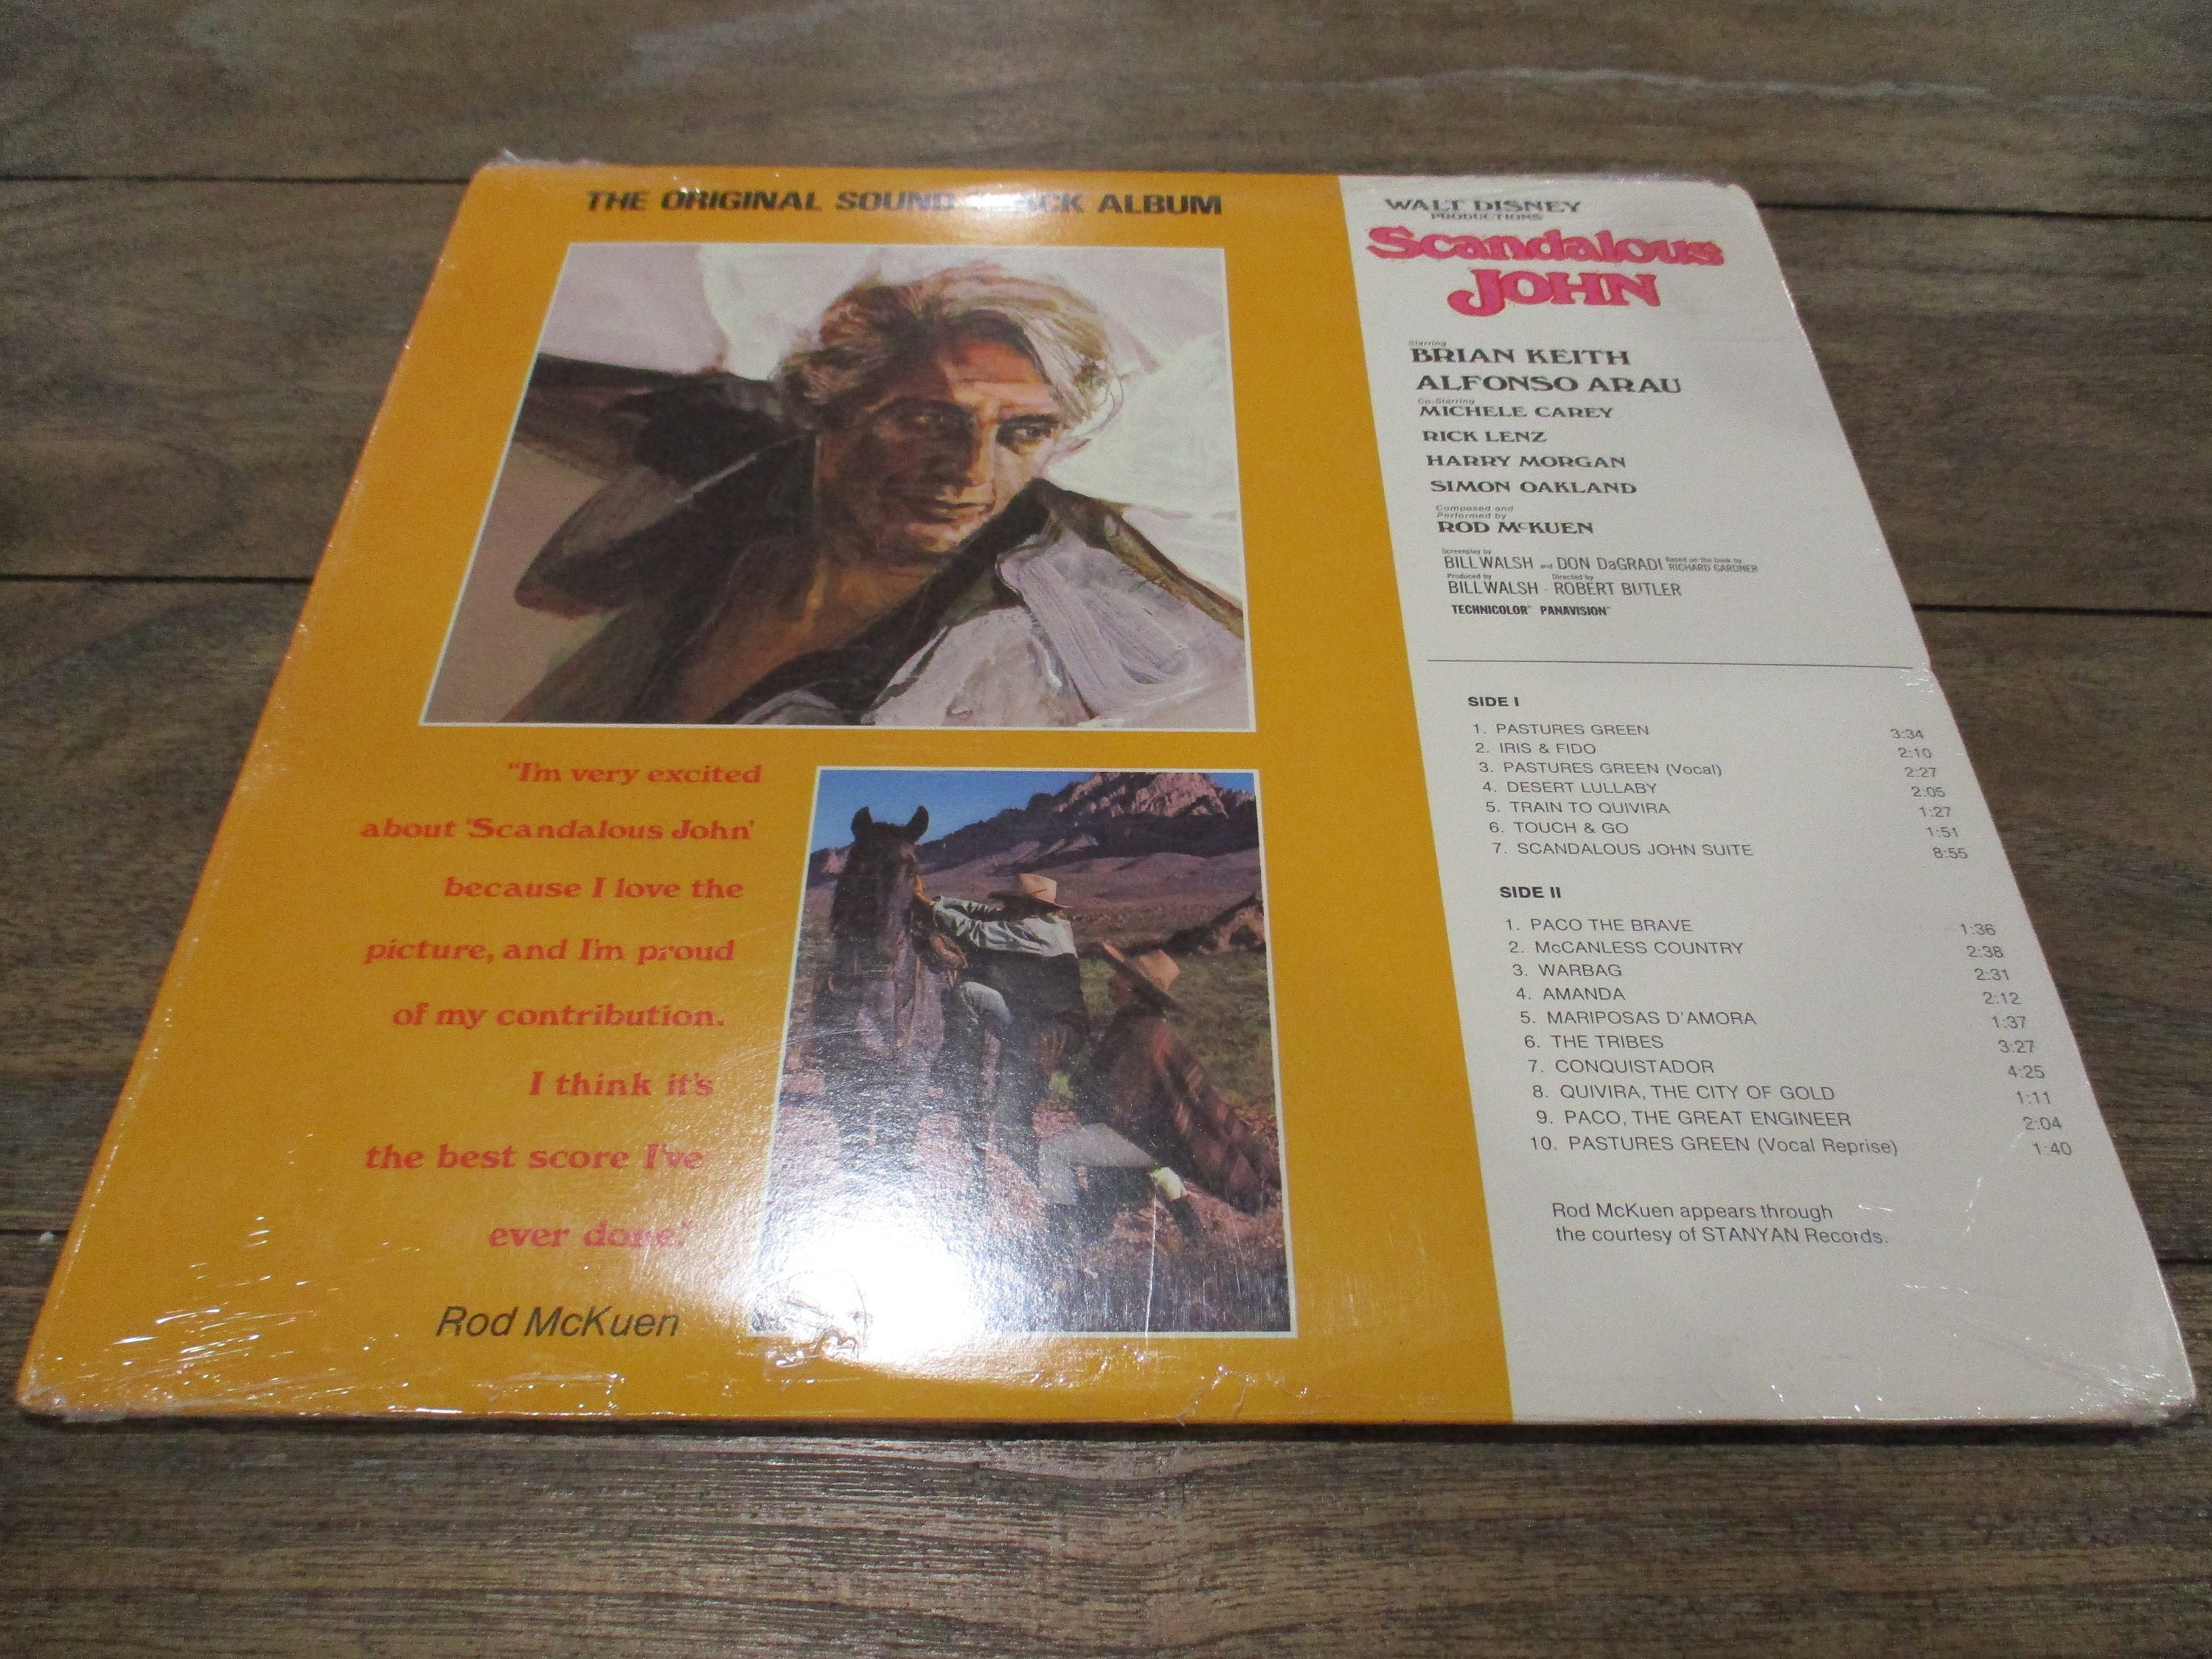 THE ORIGINAL SOUND ACK ALBUM
"I'm very excited
about 'Scandalous John'
because I love the
picture, and I'm proud
of my contribution.
I think it's
the best score I've
ever done."
Rod McKuen
WALT DISNEY
PRODUCTIONS'
Scandalous
JOHN
Starring
BRIAN KEITH
ALFONSO ARAU
Co-Starring
MICHELE CAREY
RICK LENZ
HARRY MORGAN
SIMON OAKLAND
Composed and
Performed by
ROD McKUEN
Screenplay by BILL WALSH and DON DaGRADI Based on the book by RICHARD GARDNER
Produced by BILL WALSH · Directed by ROBERT BUTLER
TECHNICOLOR® PANAVISION®
SIDE I
1. PASTURES GREEN 3:34
2. IRIS & FIDO 2:10
3. PASTURES GREEN (Vocal) 2:27
4. DESERT LULLABY 2:05
5. TRAIN TO QUIVIRA 1:27
6. TOUCH & GO 1:51
7. SCANDALOUS JOHN SUITE 8:55
SIDE II
1. PACO THE BRAVE 1:36
2. McCANLESS COUNTRY 2:38
3. WARBAG 2:31
4. AMANDA 2:12
5. MARIPOSAS D'AMORA 1:37
6. THE TRIBES 3:27
7. CONQUISTADOR 4:25
8. QUIVIRA, THE CITY OF GOLD 1:11
9. PACO, THE GREAT ENGINEER 2:04
10. PASTURES GREEN (Vocal Reprise) 1:40
Rod McKuen appears through
the courtesy of STANYAN Records.